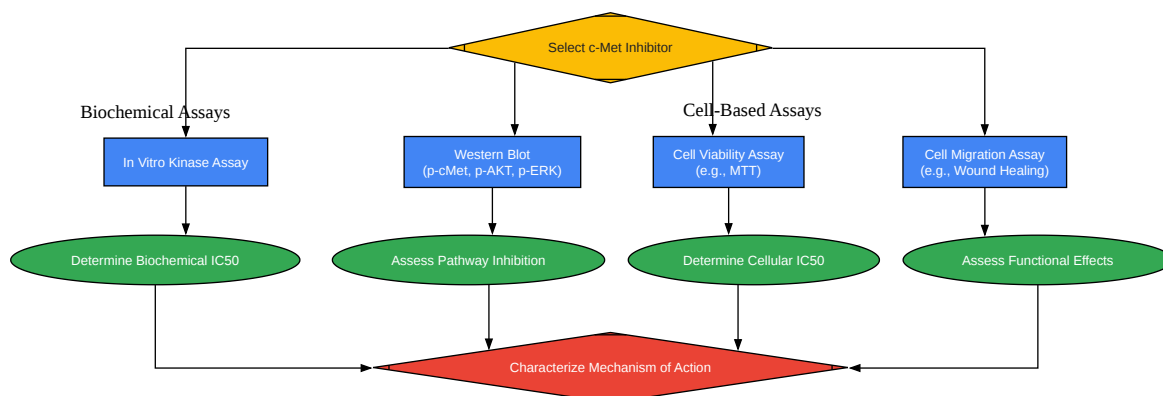 Select c-Met Inhibitor
Biochemical Assays
Cell-Based Assays
In Vitro Kinase Assay
Western Blot
(p-cMet, p-AKT, p-ERK)
Cell Viability Assay
(e.g., MTT)
Cell Migration Assay
(e.g., Wound Healing)
Determine Biochemical IC50
Assess Pathway Inhibition
Determine Cellular IC50
Assess Functional Effects
Characterize Mechanism of Action